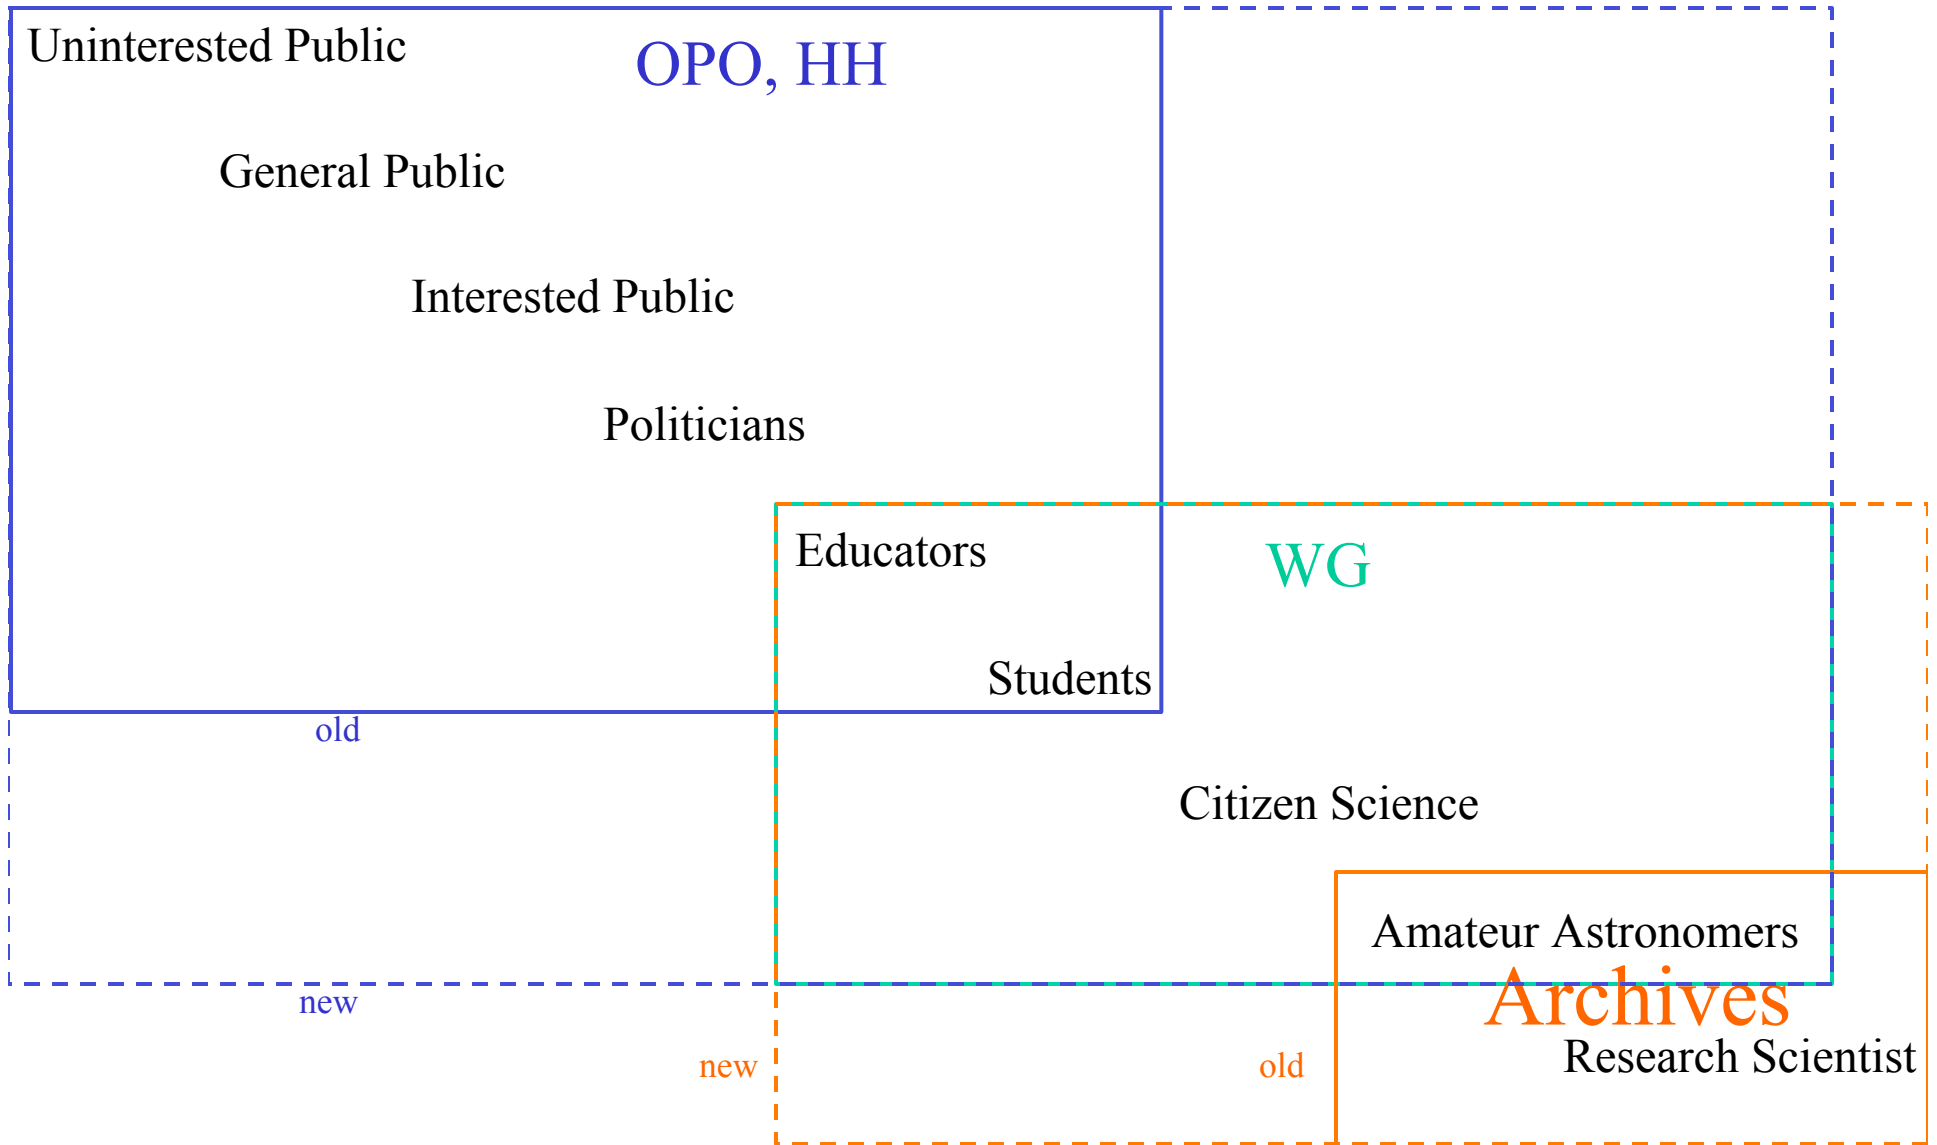 Uninterested Public
OPO, HH
General Public
Interested Public
Politicians
Educators
WG
Students
old
Citizen Science
Amateur Astronomers
Archives
new
Research Scientist
new
old